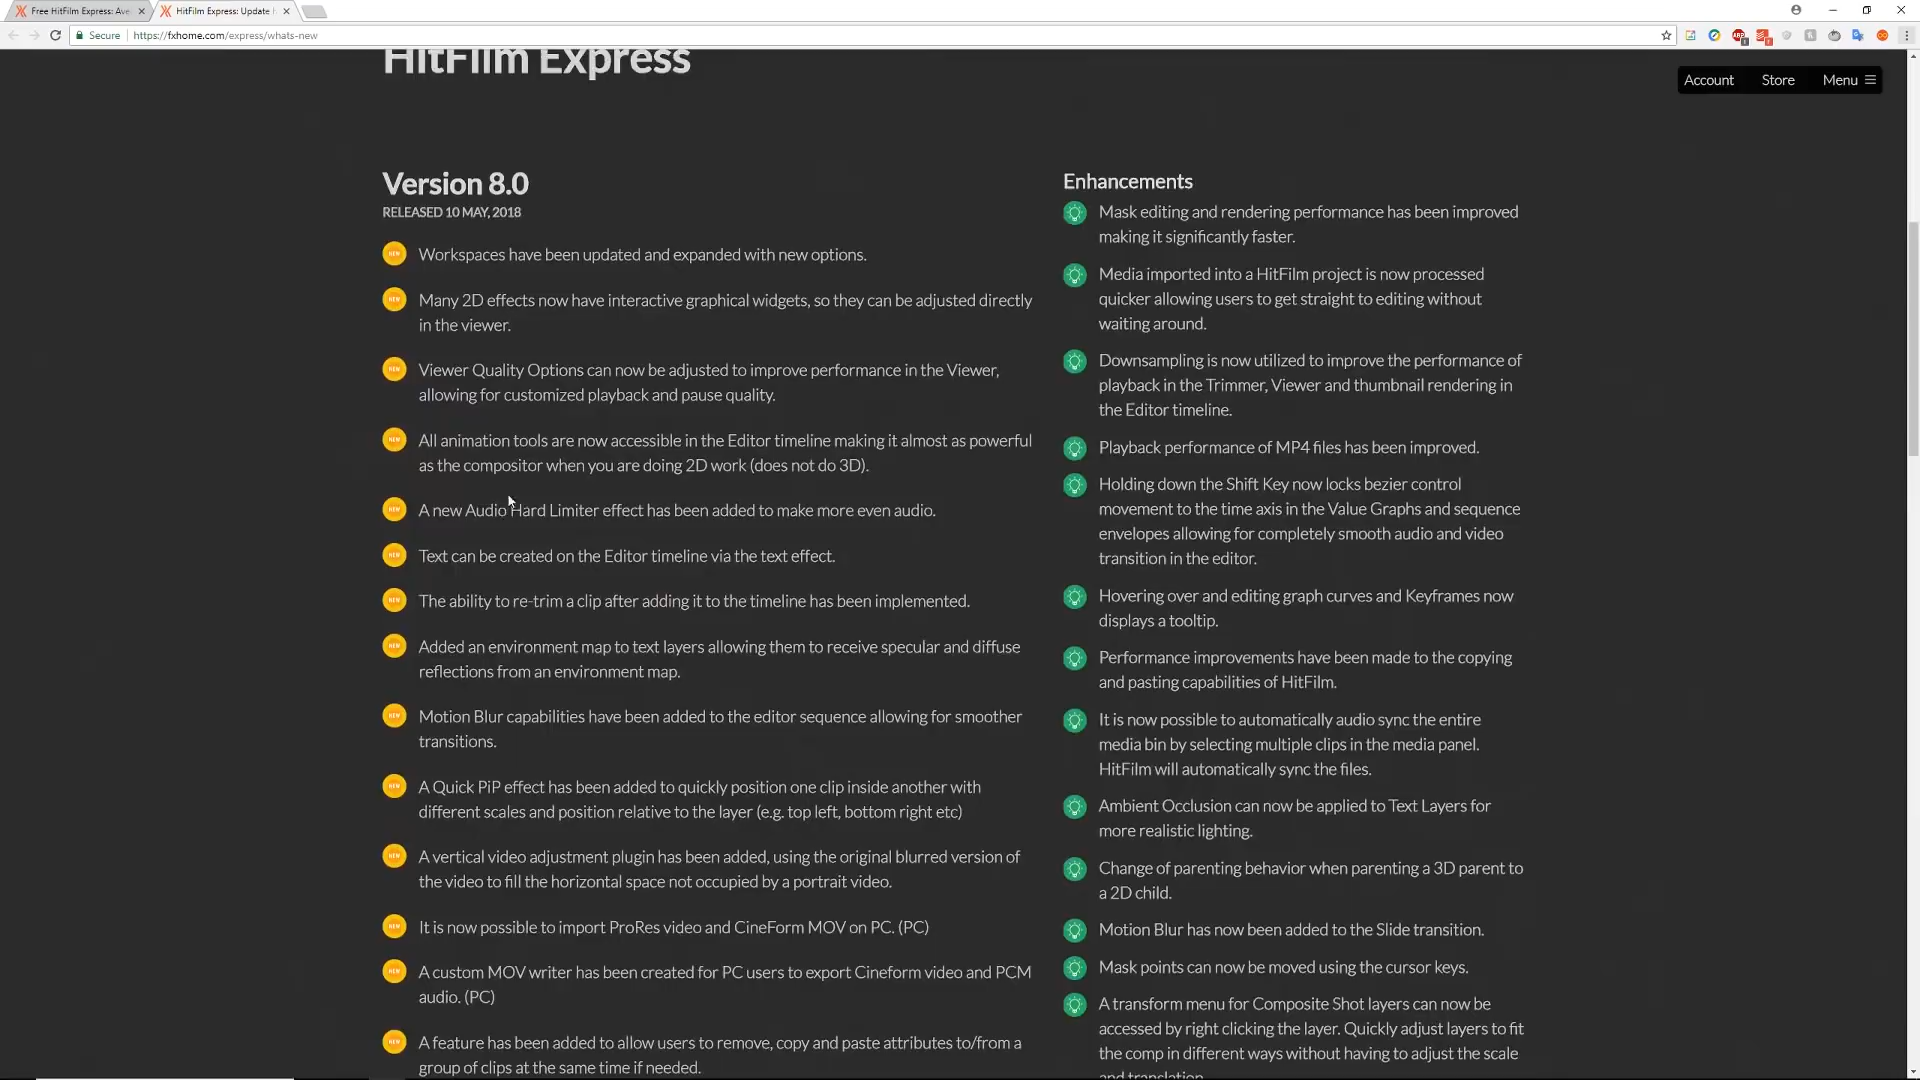 Free HitFilm Express: Awe
HitFilm Express: Update H
Secure
https://fxhome.com/express/whats-new
HitFilm Express
Account
Store
Menu
Version 8.0
RELEASED 10 MAY, 2018
NEW
Workspaces have been updated and expanded with new options.
NEW
Many 2D effects now have interactive graphical widgets, so they can be adjusted directly
in the viewer.
NEW
Viewer Quality Options can now be adjusted to improve performance in the Viewer,
allowing for customized playback and pause quality.
NEW
All animation tools are now accessible in the Editor timeline making it almost as powerful
as the compositor when you are doing 2D work (does not do 3D).
NEW
A new Audio Hard Limiter effect has been added to make more even audio.
NEW
Text can be created on the Editor timeline via the text effect.
NEW
The ability to re-trim a clip after adding it to the timeline has been implemented.
NEW
Added an environment map to text layers allowing them to receive specular and diffuse
reflections from an environment map.
NEW
Motion Blur capabilities have been added to the editor sequence allowing for smoother
transitions.
NEW
A Quick PiP effect has been added to quickly position one clip inside another with
different scales and position relative to the layer (e.g. top left, bottom right etc)
NEW
A vertical video adjustment plugin has been added, using the original blurred version of
the video to fill the horizontal space not occupied by a portrait video.
NEW
It is now possible to import ProRes video and CineForm MOV on PC. (PC)
NEW
A custom MOV writer has been created for PC users to export Cineform video and PCM
audio. (PC)
NEW
A feature has been added to allow users to remove, copy and paste attributes to/from a
group of clips at the same time if needed.
Enhancements
Mask editing and rendering performance has been improved
making it significantly faster.
Media imported into a HitFilm project is now processed
quicker allowing users to get straight to editing without
waiting around.
Downsampling is now utilized to improve the performance of
playback in the Trimmer, Viewer and thumbnail rendering in
the Editor timeline.
Playback performance of MP4 files has been improved.
Holding down the Shift Key now locks bezier control
movement to the time axis in the Value Graphs and sequence
envelopes allowing for completely smooth audio and video
transition in the editor.
Hovering over and editing graph curves and Keyframes now
displays a tooltip.
Performance improvements have been made to the copying
and pasting capabilities of HitFilm.
It is now possible to automatically audio sync the entire
media bin by selecting multiple clips in the media panel.
HitFilm will automatically sync the files.
Ambient Occlusion can now be applied to Text Layers for
more realistic lighting.
Change of parenting behavior when parenting a 3D parent to
a 2D child.
Motion Blur has now been added to the Slide transition.
Mask points can now be moved using the cursor keys.
A transform menu for Composite Shot layers can now be
accessed by right clicking the layer. Quickly adjust layers to fit
the comp in different ways without having to adjust the scale
and translation.